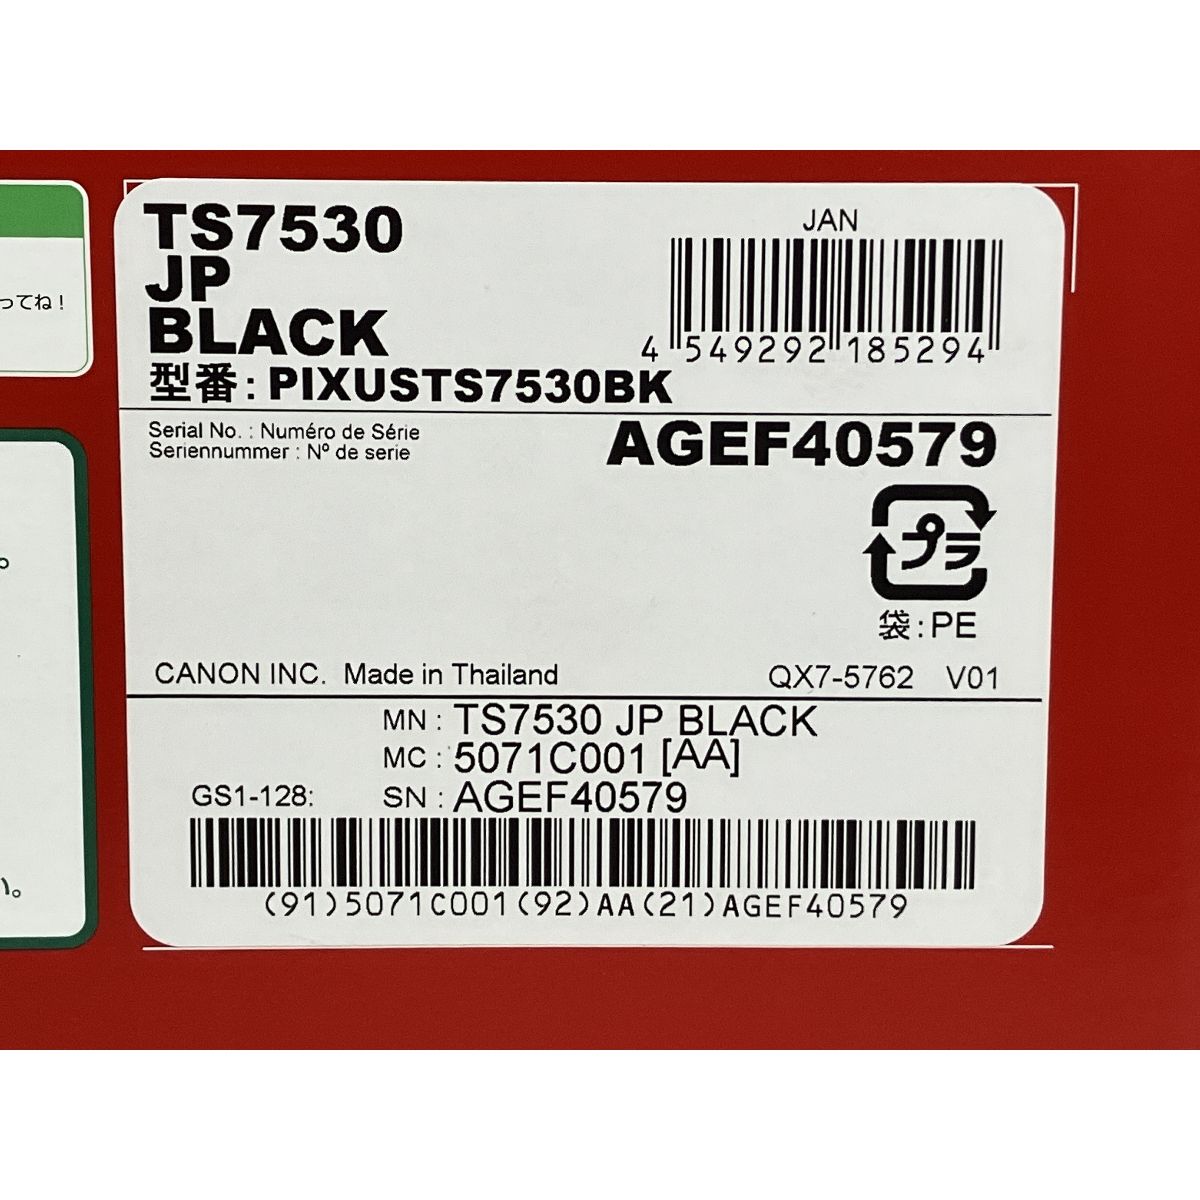 ってね！
。
い。
TS7530
JP
BLACK
型番：PIXUSTS7530BK
JAN
4 549292 185294
Serial No. : Numéro de Série
Seriennummer : Nº de serie
AGEF40579
プラ
袋：PE
CANON INC. Made in Thailand
QX7-5762 V01
MN : TS7530 JP BLACK
MC : 5071C001 [AA]
GS1-128: SN : AGEF40579
(91)5071C001(92)AA(21)AGEF40579